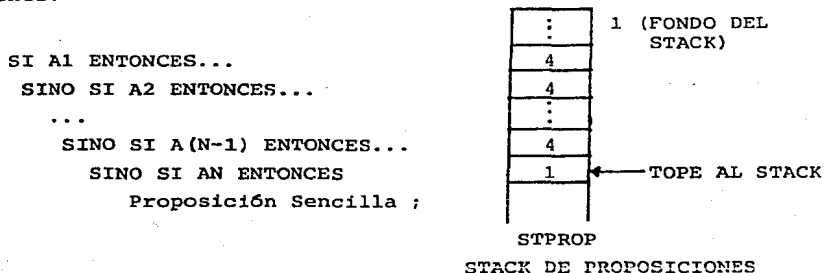 SI A1 ENTONCES...
SINO SI A2 ENTONCES...
...
SINO SI A(N-1) ENTONCES...
SINO SI AN ENTONCES
Proposición Sencilla ;
⋮
4
4
⋮
4
1
1 (FONDO DEL
STACK)
TOPE AL STACK
STPROP
STACK DE PROPOSICIONES